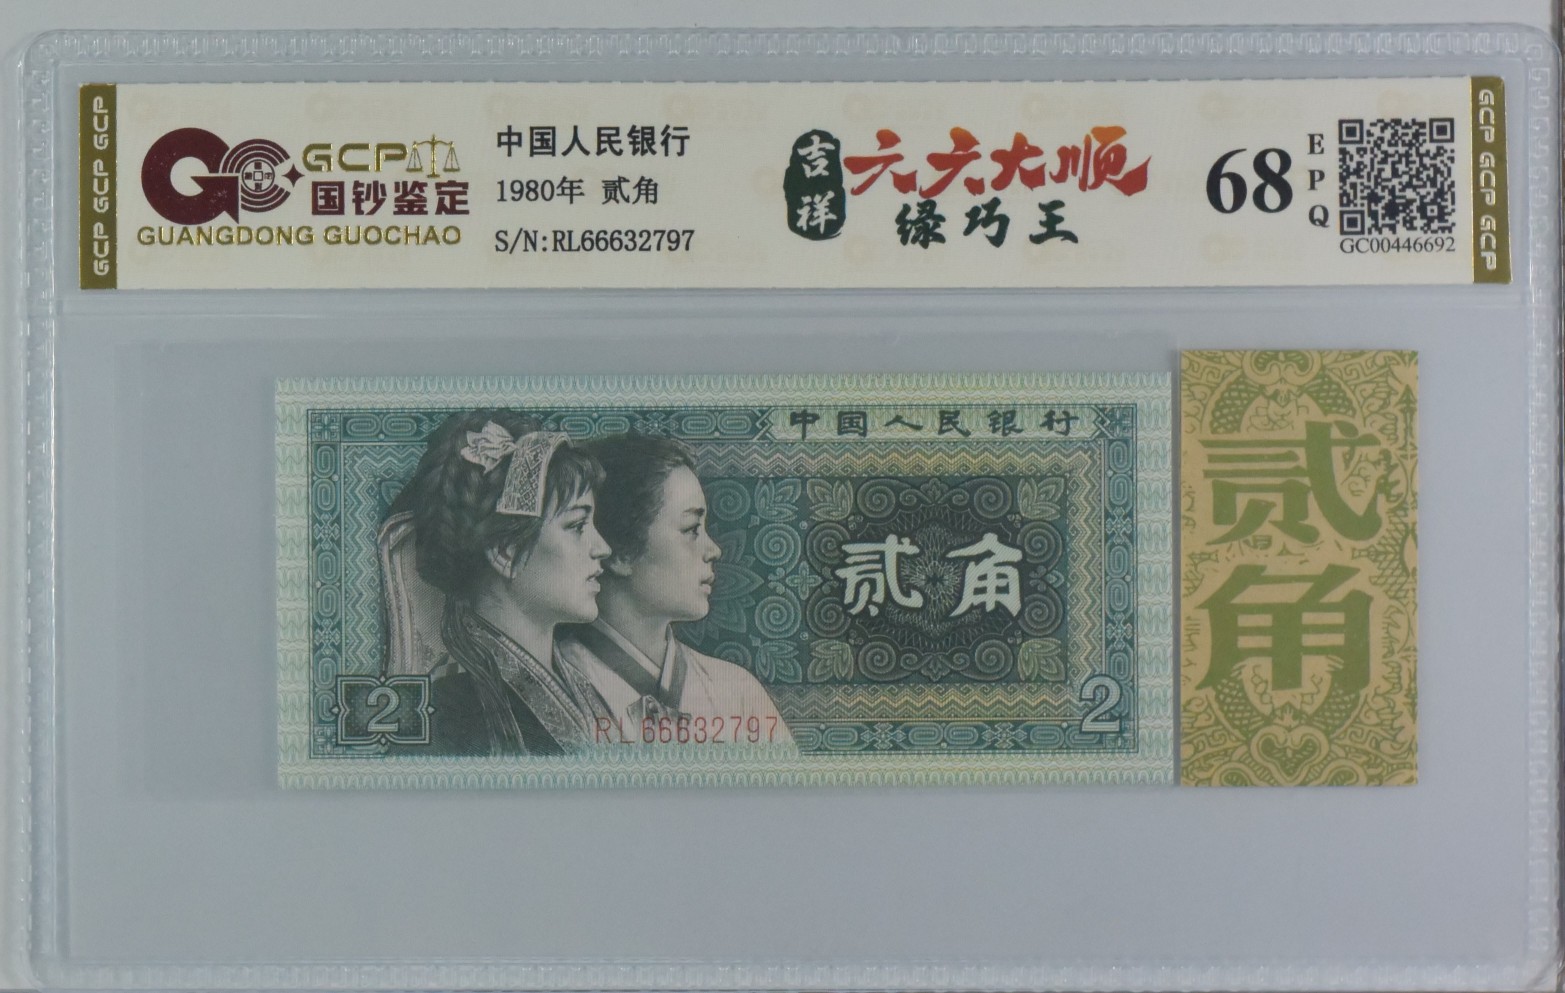 GCP GCP GCP
GCP
国钞鉴定
GUANGDONG GUOCHAO
中国人民银行
1980年 贰角
S/N:RL66632797
吉祥
六六大顺
绿巧王
68
EPQ
GC00446692
GCP GCP GCP
中国人民银行
贰角
2
RL 66632797
2
贰角